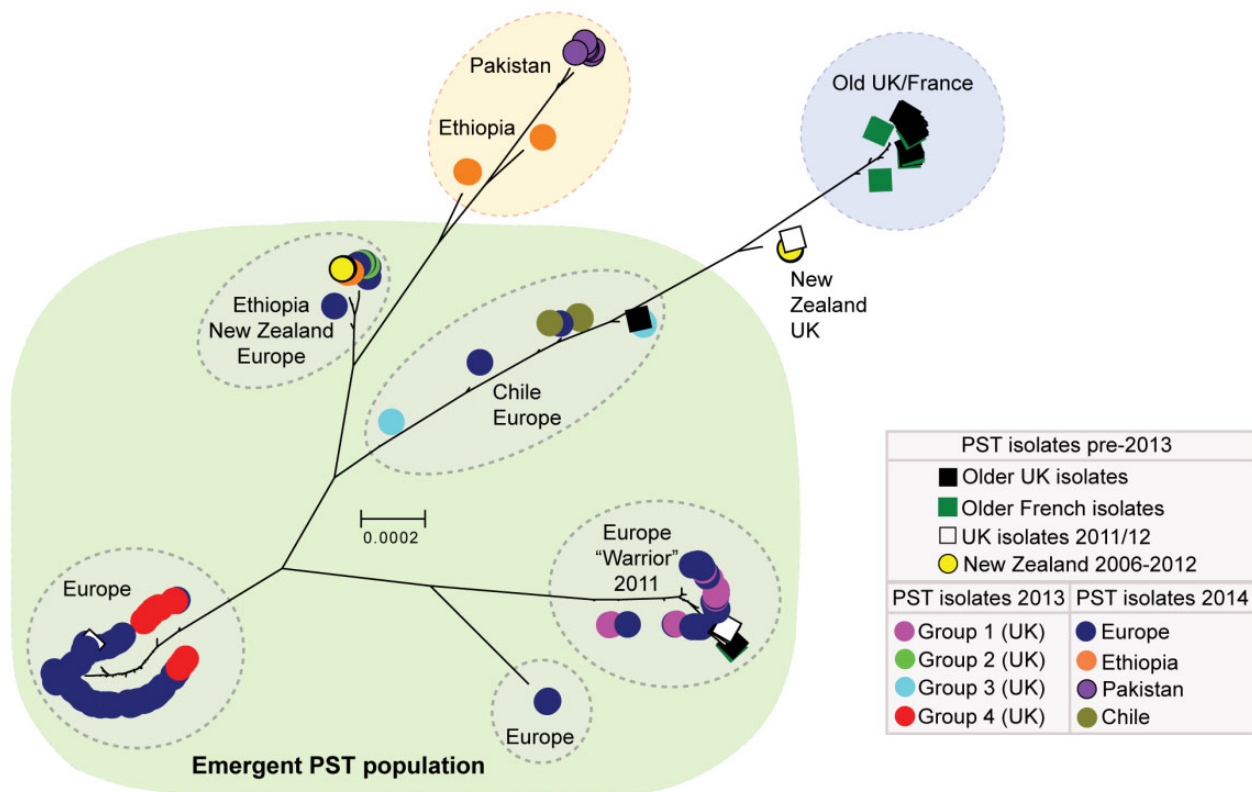 Pakistan
Old UK/France
Ethiopia
Ethiopia
New Zealand
Europe
New
Zealand
UK
Chile
Europe
0.0002
Europe
"Warrior"
2011
Europe
Europe
Emergent PST population
PST isolates pre-2013
Older UK isolates
Older French isolates
UK isolates 2011/12
New Zealand 2006-2012
PST isolates 2013
Group 1 (UK)
Group 2 (UK)
Group 3 (UK)
Group 4 (UK)
PST isolates 2014
Europe
Ethiopia
Pakistan
Chile